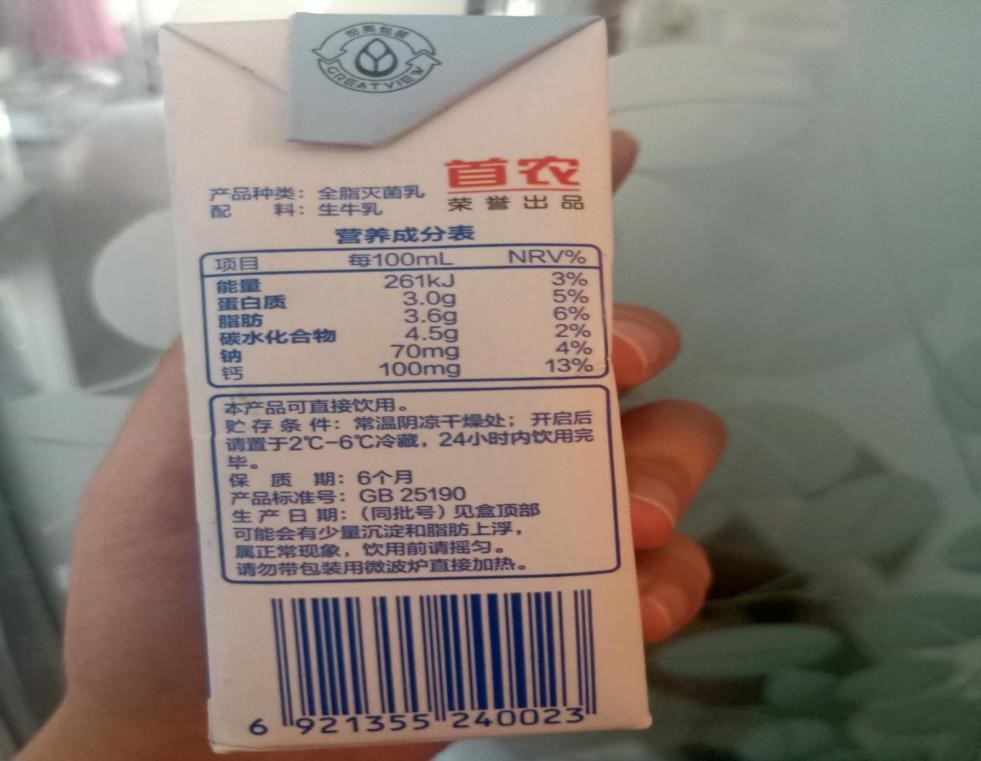 纷美包装
GREATVIEW
首农
荣誉出品
产品种类：全脂灭菌乳
配 料：生牛乳
营养成分表
项目 每100mL NRV%
能量 261kJ 3%
蛋白质 3.0g 5%
脂肪 3.6g 6%
碳水化合物 4.5g 2%
钠 70mg 4%
钙 100mg 13%
本产品可直接饮用。
贮存条件：常温阴凉干燥处；开启后
请置于2℃-6℃冷藏，24小时内饮用完
毕。
保 质 期：6个月
产品标准号：GB 25190
生产日期：（同批号）见盒顶部
可能会有少量沉淀和脂肪上浮，
属正常现象，饮用前请摇匀。
请勿带包装用微波炉直接加热。
6 921355 240023